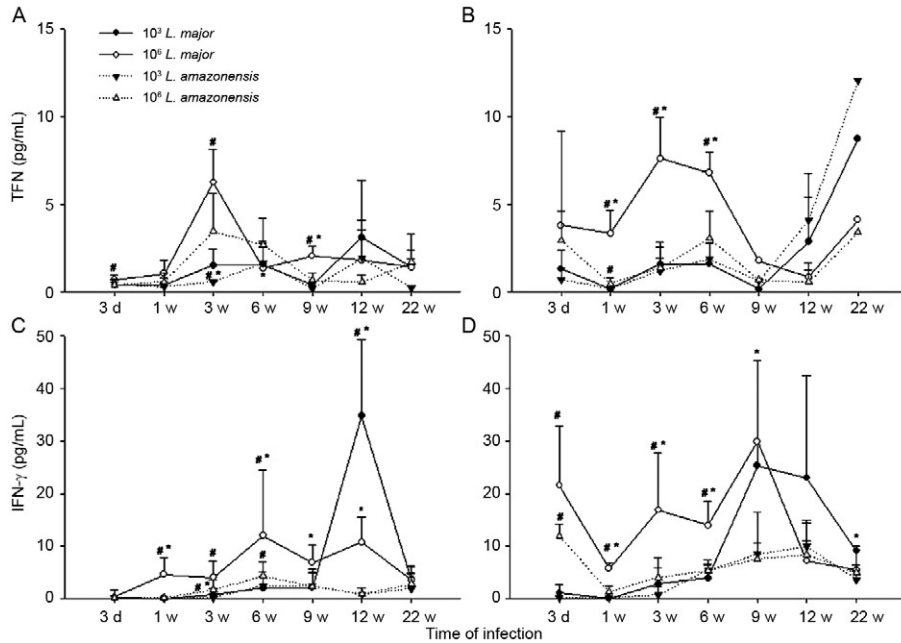 A
B
10³ L. major
10⁶ L. major
10³ L. amazonensis
10⁶ L. amazonensis
TFN (pg/mL)
15
10
5
0
#
#
# *
*
# *
3 d 1 w 3 w 6 w 9 w 12 w 22 w
15
10
5
0
# *
#
# *
# *
3 d 1 w 3 w 6 w 9 w 12 w 22 w
C
D
IFN-γ (pg/mL)
50
40
30
20
10
0
# *
#
# *
# *
#
*
# *
*
3 d 1 w 3 w 6 w 9 w 12 w 22 w
50
40
30
20
10
0
#
#
# *
# *
# *
*
*
3 d 1 w 3 w 6 w 9 w 12 w 22 w
Time of infection